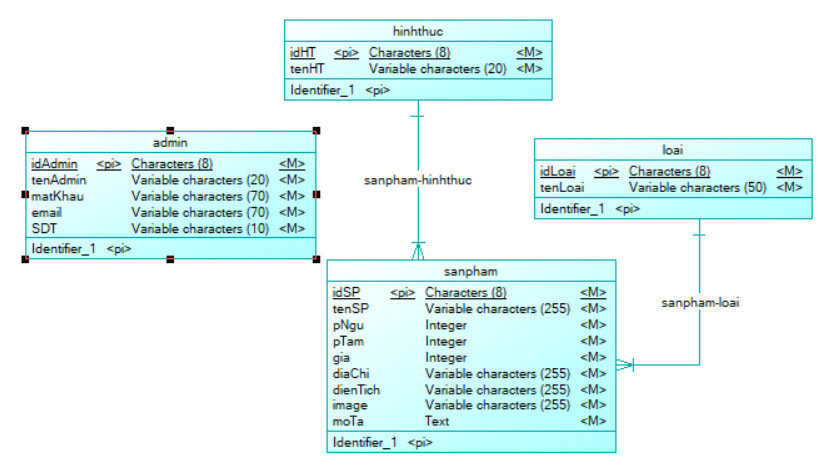 hinhthuc
idHT <pi> Characters (8) <M>
tenHT Variable characters (20) <M>
Identifier_1 <pi>
admin
idAdmin <pi> Characters (8) <M>
tenAdmin Variable characters (20) <M>
matKhau Variable characters (70) <M>
email Variable characters (70) <M>
SDT Variable characters (10) <M>
Identifier_1 <pi>
loai
idLoai <pi> Characters (8) <M>
tenLoai Variable characters (50) <M>
Identifier_1 <pi>
sanpham-hinhthuc
sanpham
idSP <pi> Characters (8) <M>
tenSP Variable characters (255) <M>
pNgu Integer <M>
pTam Integer <M>
gia Integer <M>
diaChi Variable characters (255) <M>
dienTich Variable characters (255) <M>
image Variable characters (255) <M>
moTa Text <M>
Identifier_1 <pi>
sanpham-loai